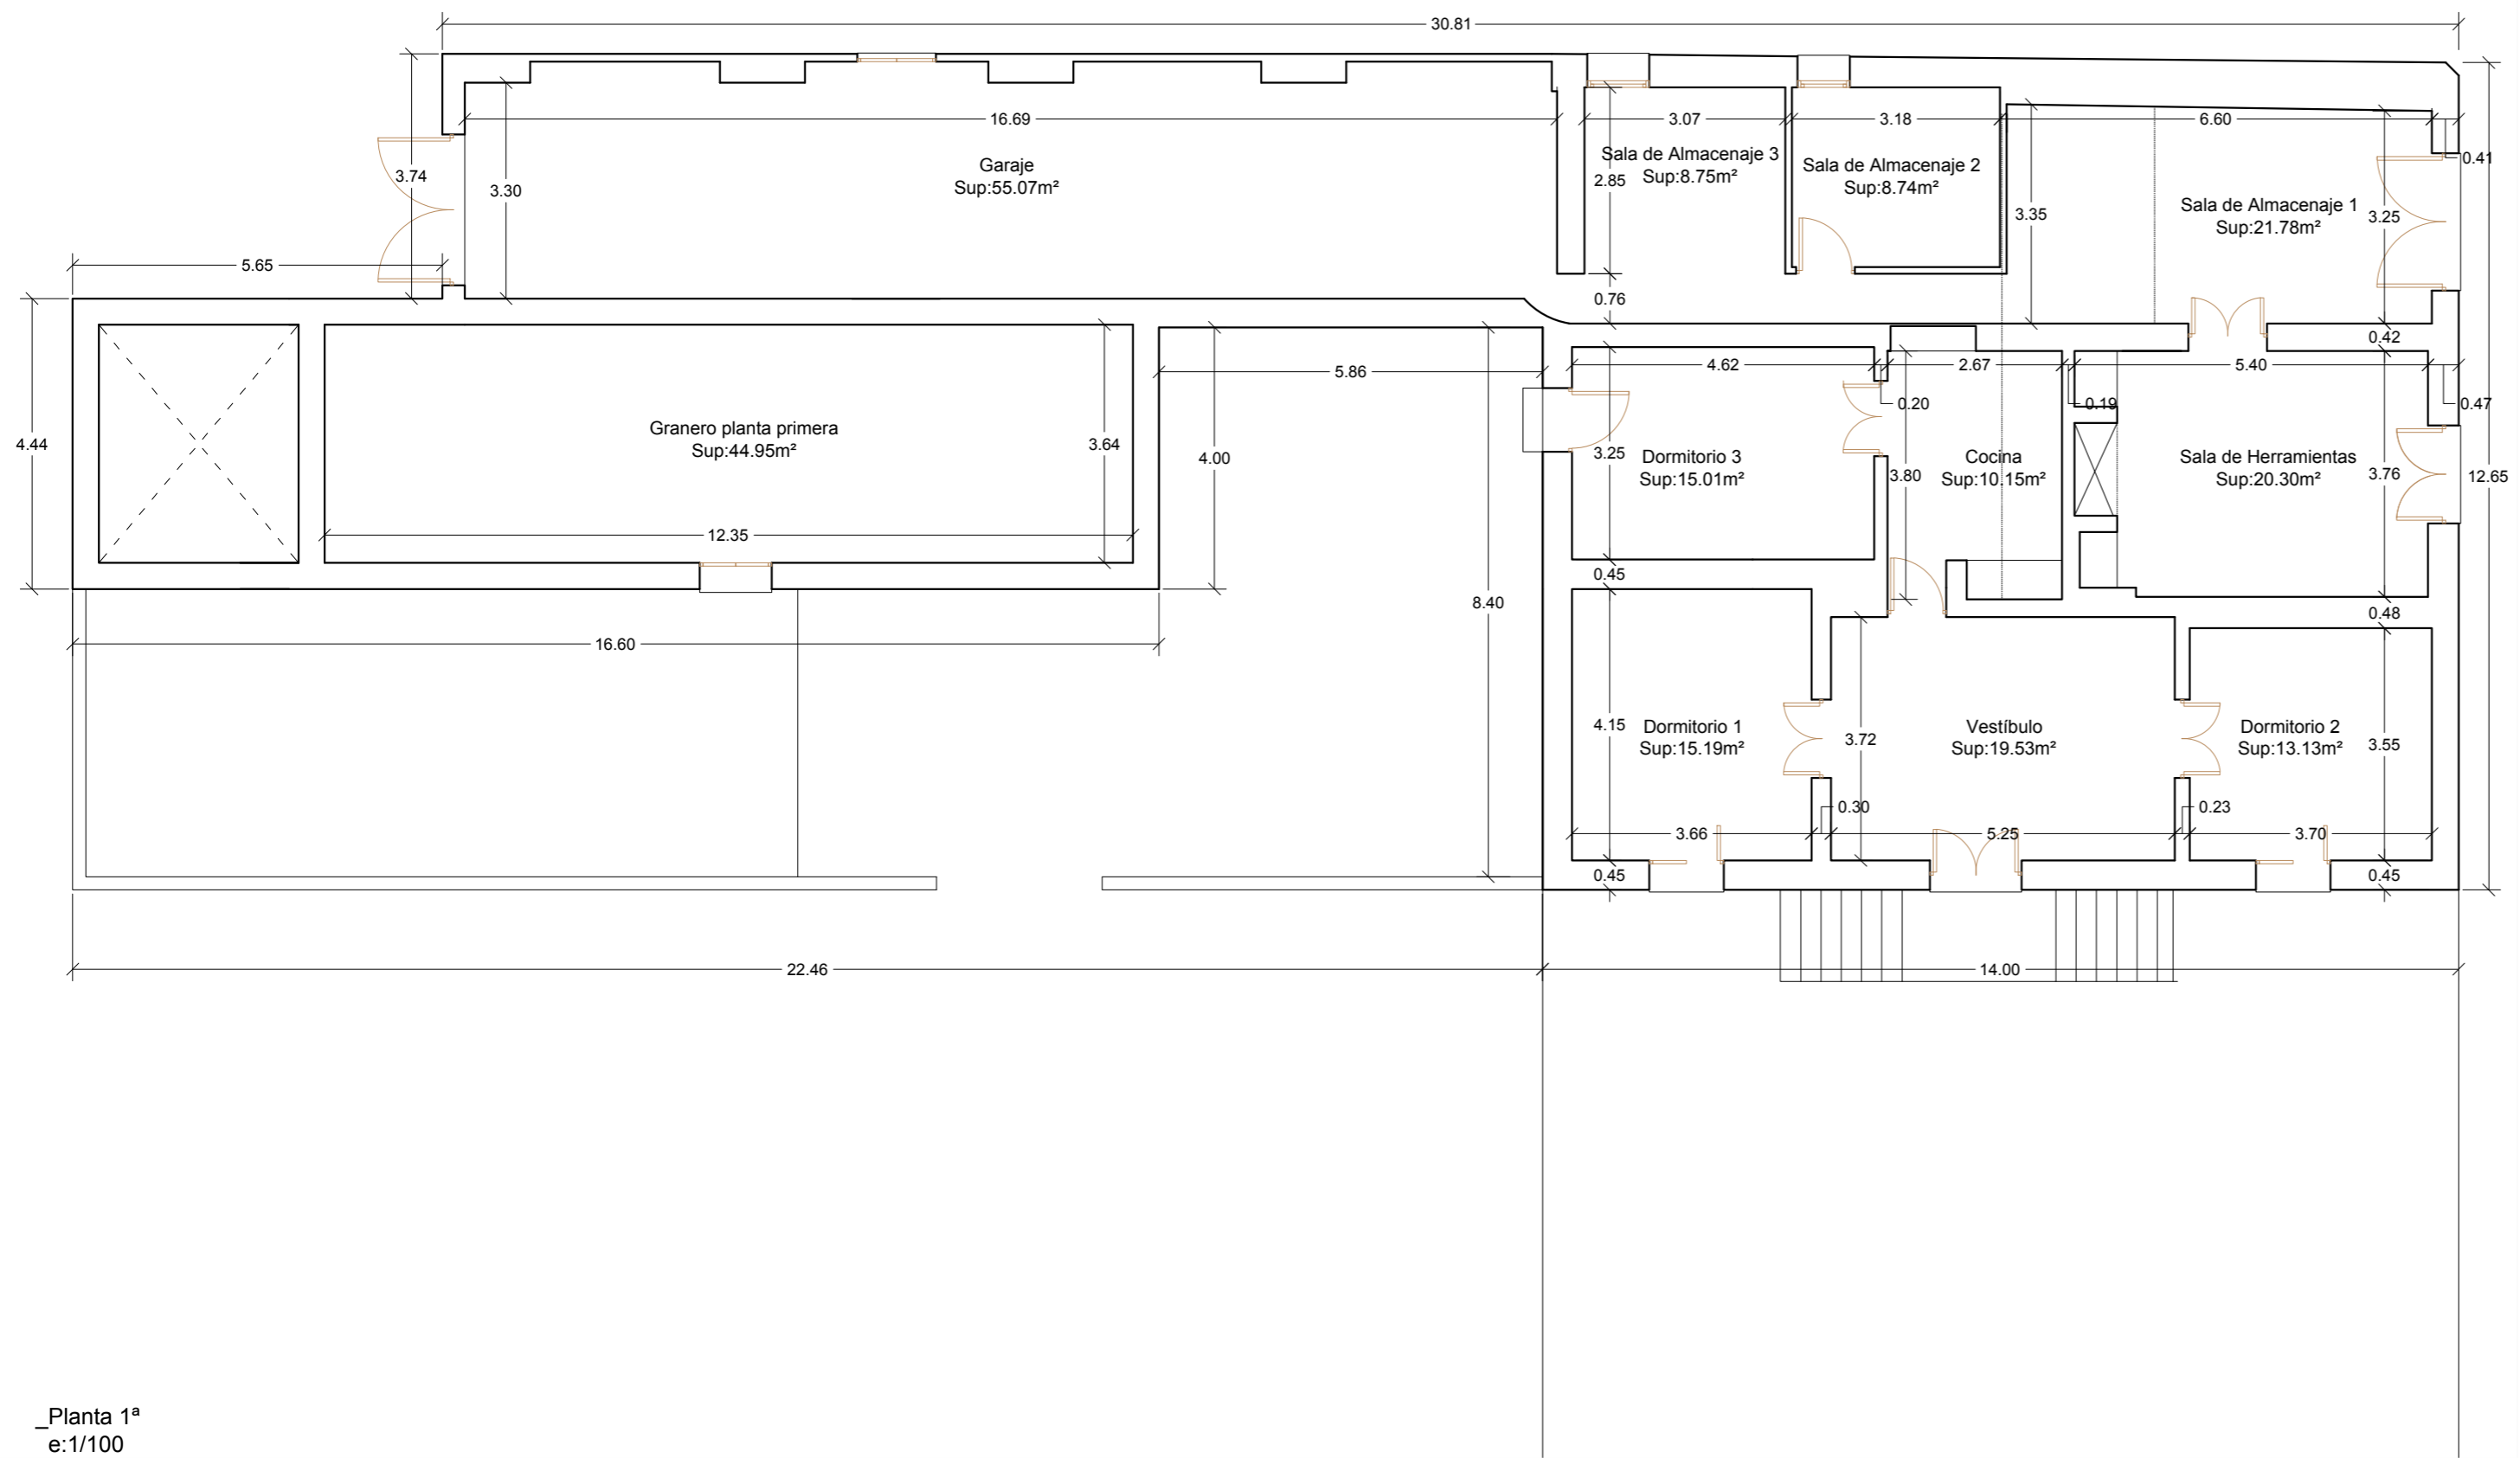 30.81
16.69
3.07
3.18
6.60
0.41
3.74
3.30
Garaje
Sup:55.07m²
Sala de Almacenaje 3
Sup:8.75m²
2.85
Sala de Almacenaje 2
Sup:8.74m²
3.35
Sala de Almacenaje 1
Sup:21.78m²
3.25
5.65
0.76
0.42
5.86
4.62
2.67
5.40
0.20
0.19
0.47
4.44
Granero planta primera
Sup:44.95m²
3.64
4.00
3.25
Dormitorio 3
Sup:15.01m²
3.80
Cocina
Sup:10.15m²
Sala de Herramientas
Sup:20.30m²
3.76
12.65
12.35
0.45
8.40
0.48
16.60
4.15
Dormitorio 1
Sup:15.19m²
3.72
Vestíbulo
Sup:19.53m²
Dormitorio 2
Sup:13.13m²
3.55
0.30
0.23
3.66
5.25
3.70
0.45
0.45
22.46
14.00
_Planta 1ª
e:1/100